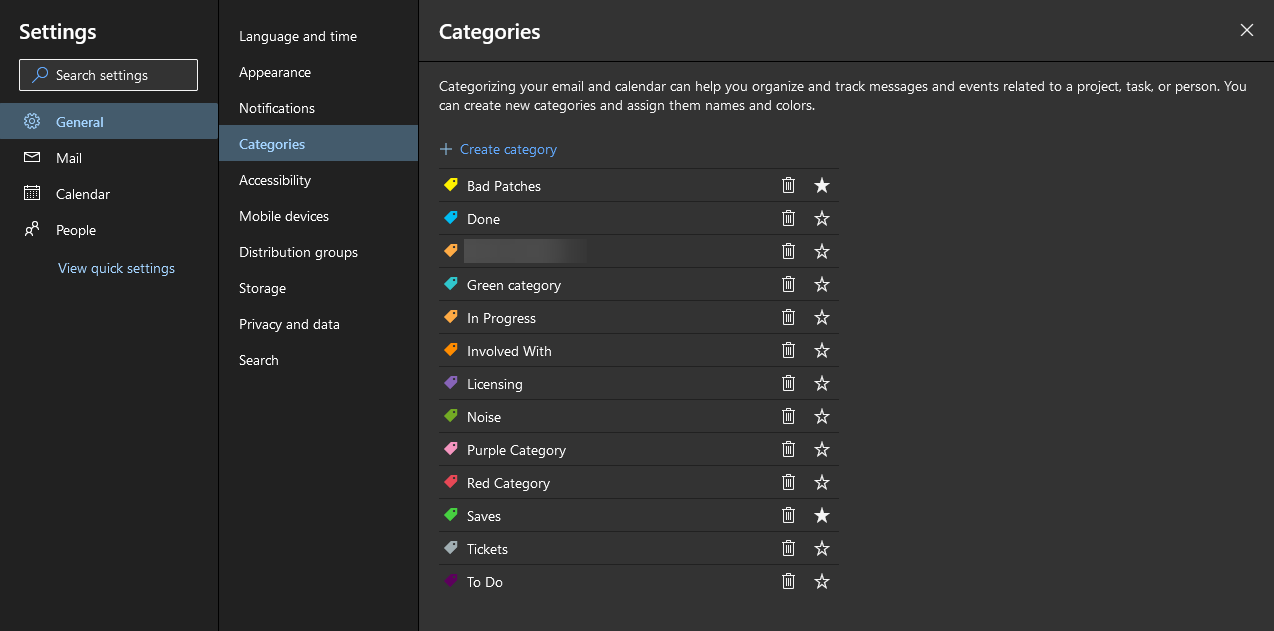 Settings
Search settings
General
Mail
Calendar
People
View quick settings
Language and time
Appearance
Notifications
Categories
Accessibility
Mobile devices
Distribution groups
Storage
Privacy and data
Search
Categories
Categorizing your email and calendar can help you organize and track messages and events related to a project, task, or person. You
can create new categories and assign them names and colors.
Create category
Bad Patches
Done
Green category
In Progress
Involved With
Licensing
Noise
Purple Category
Red Category
Saves
Tickets
To Do